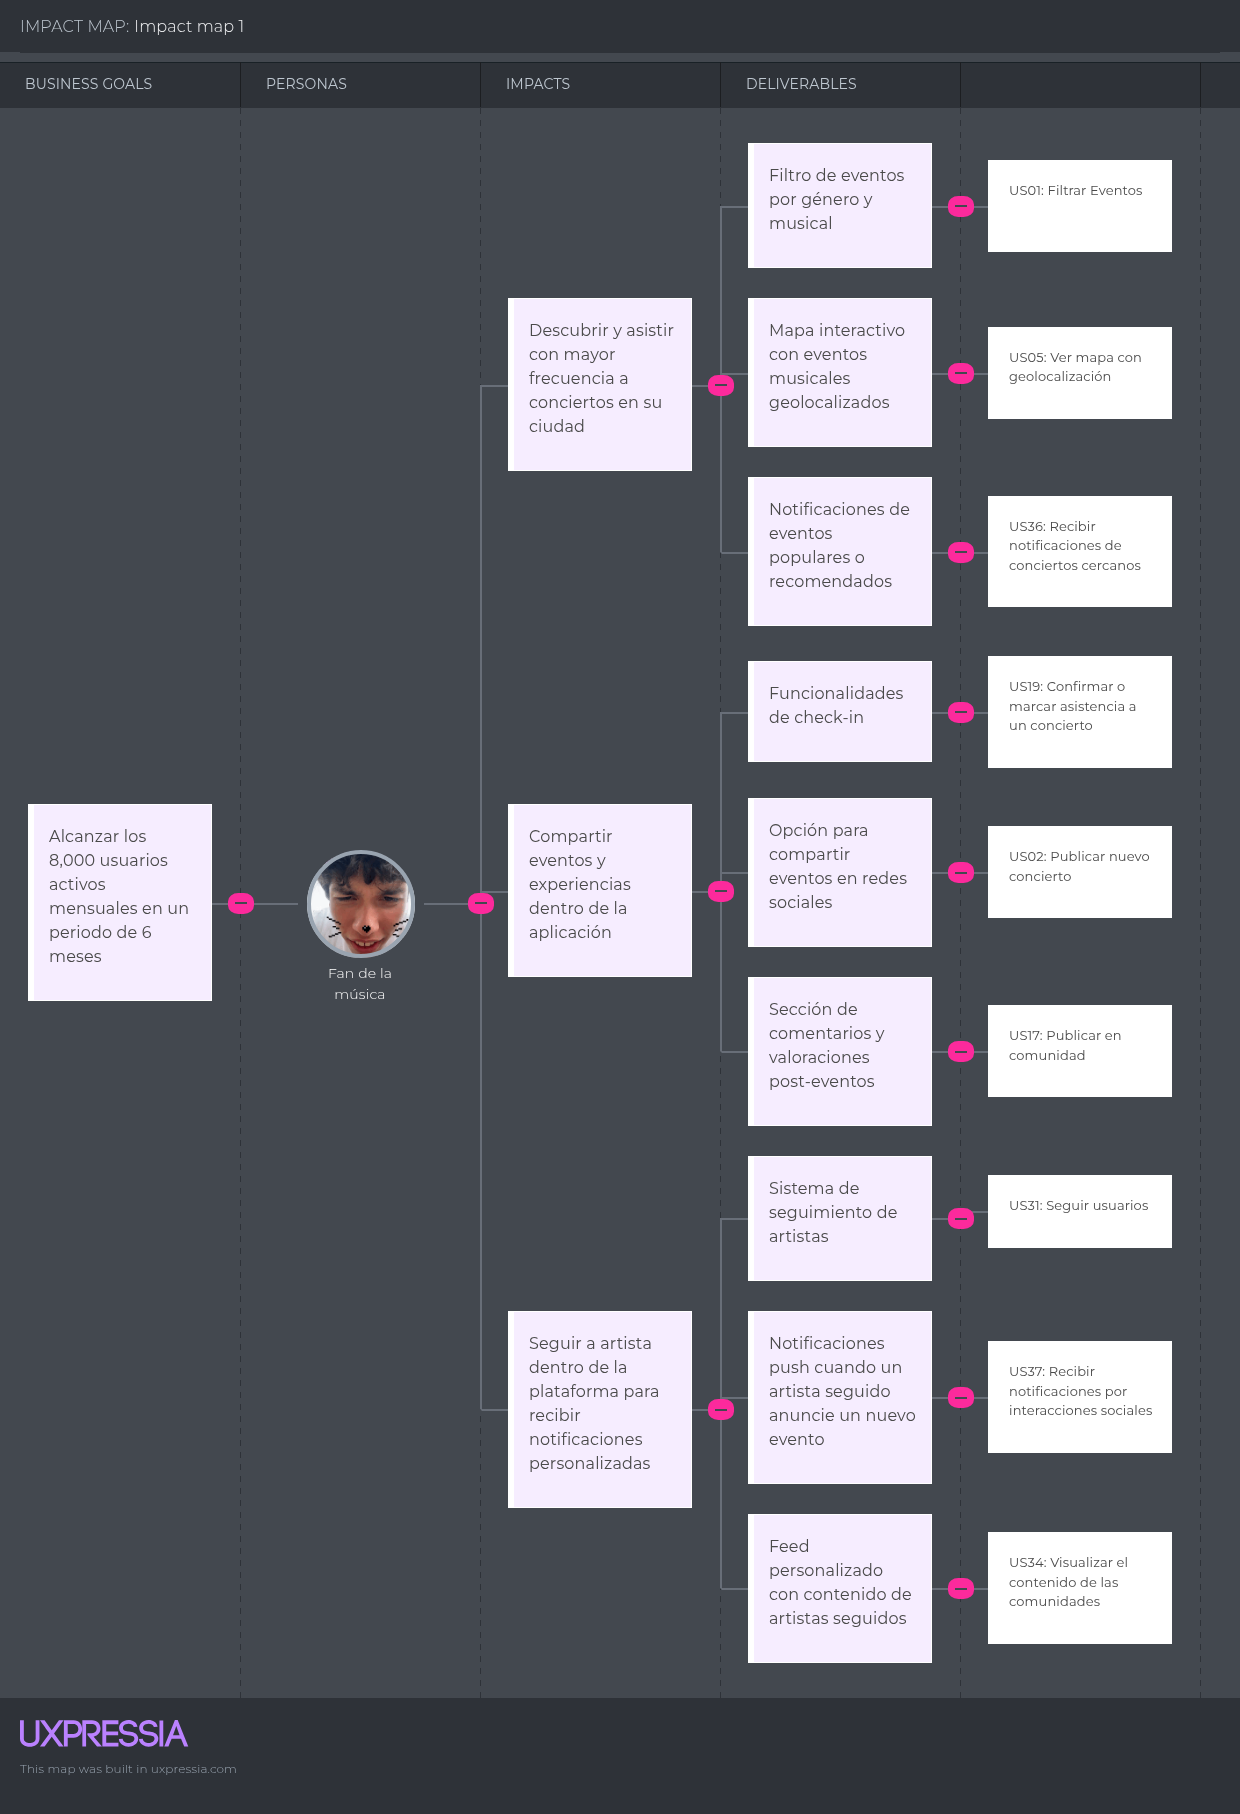 IMPACT MAP: Impact map 1
BUSINESS GOALS
PERSONAS
IMPACTS
DELIVERABLES
Alcanzar los
8,000 usuarios
activos
mensuales en un
periodo de 6
meses
Fan de la
música
Descubrir y asistir
con mayor
frecuencia a
conciertos en su
ciudad
Filtro de eventos
por género y
musical
US01: Filtrar Eventos
Mapa interactivo
con eventos
musicales
geolocalizados
US05: Ver mapa con
geolocalización
Notificaciones de
eventos
populares o
recomendados
US36: Recibir
notificaciones de
conciertos cercanos
Compartir
eventos y
experiencias
dentro de la
aplicación
Funcionalidades
de check-in
US19: Confirmar o
marcar asistencia a
un concierto
Opción para
compartir
eventos en redes
sociales
US02: Publicar nuevo
concierto
Sección de
comentarios y
valoraciones
post-eventos
US17: Publicar en
comunidad
Seguir a artista
dentro de la
plataforma para
recibir
notificaciones
personalizadas
Sistema de
seguimiento de
artistas
US31: Seguir usuarios
Notificaciones
push cuando un
artista seguido
anuncie un nuevo
evento
US37: Recibir
notificaciones por
interacciones sociales
Feed
personalizado
con contenido de
artistas seguidos
US34: Visualizar el
contenido de las
comunidades
UXPRESSIA
This map was built in uxpressia.com